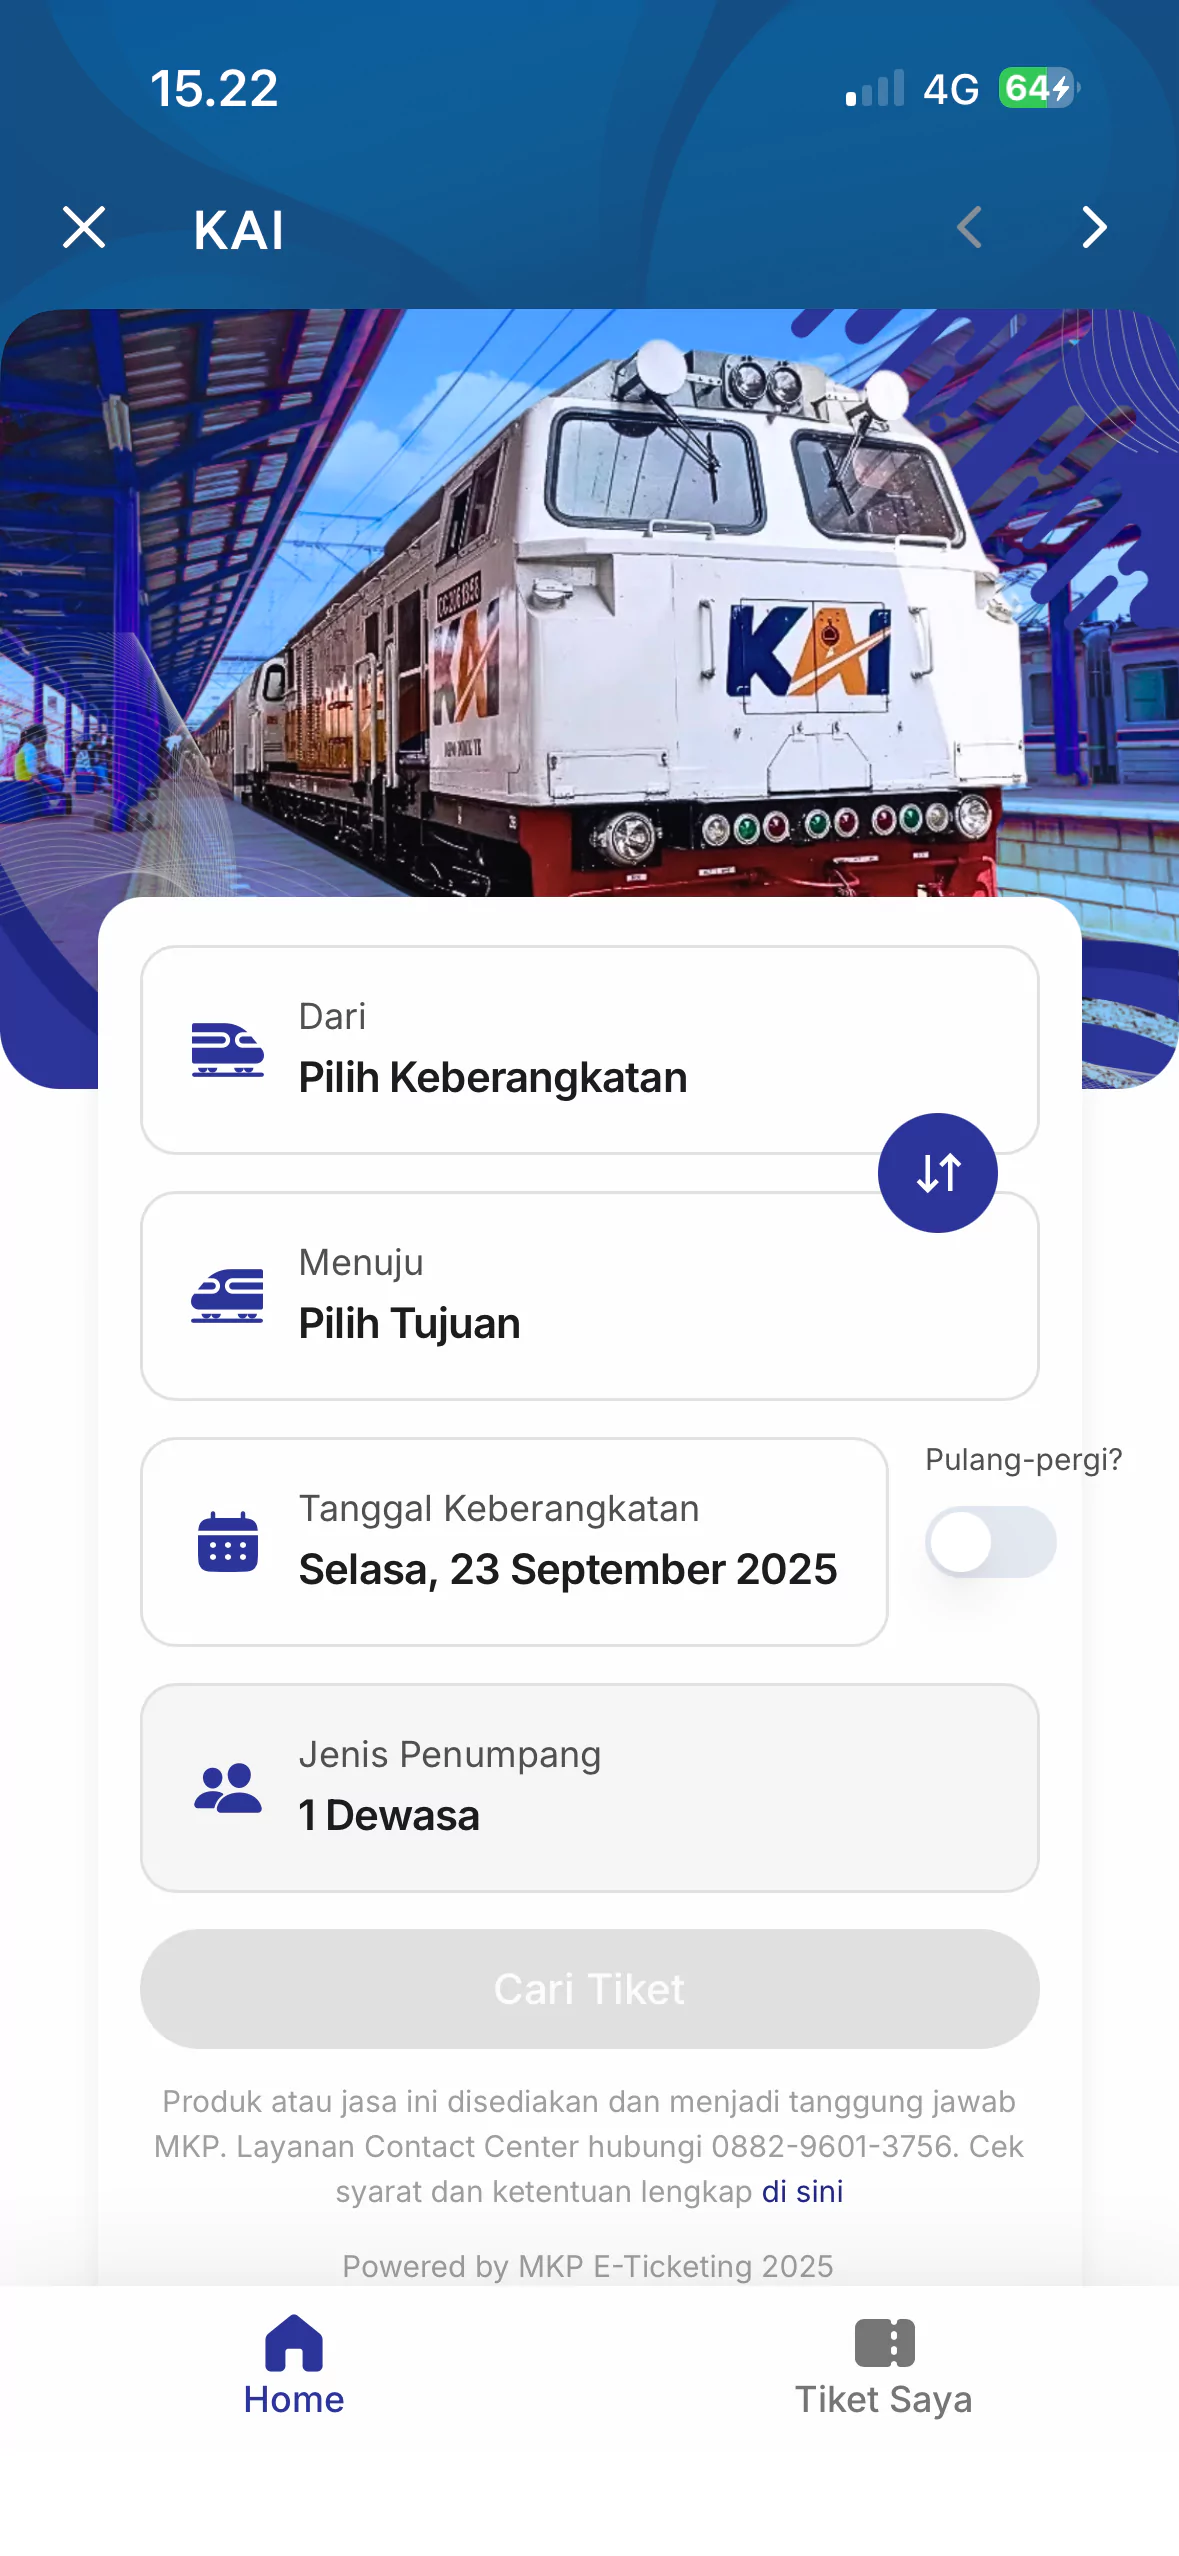 15.22
4G
64
KAI
KAI
KAI
Dari
Pilih Keberangkatan
Menuju
Pilih Tujuan
Pulang-pergi?
Tanggal Keberangkatan
Selasa, 23 September 2025
Jenis Penumpang
1 Dewasa
Cari Tiket
Produk atau jasa ini disediakan dan menjadi tanggung jawab
MKP. Layanan Contact Center hubungi 0882-9601-3756. Cek
syarat dan ketentuan lengkap di sini
Powered by MKP E-Ticketing 2025
Home
Tiket Saya